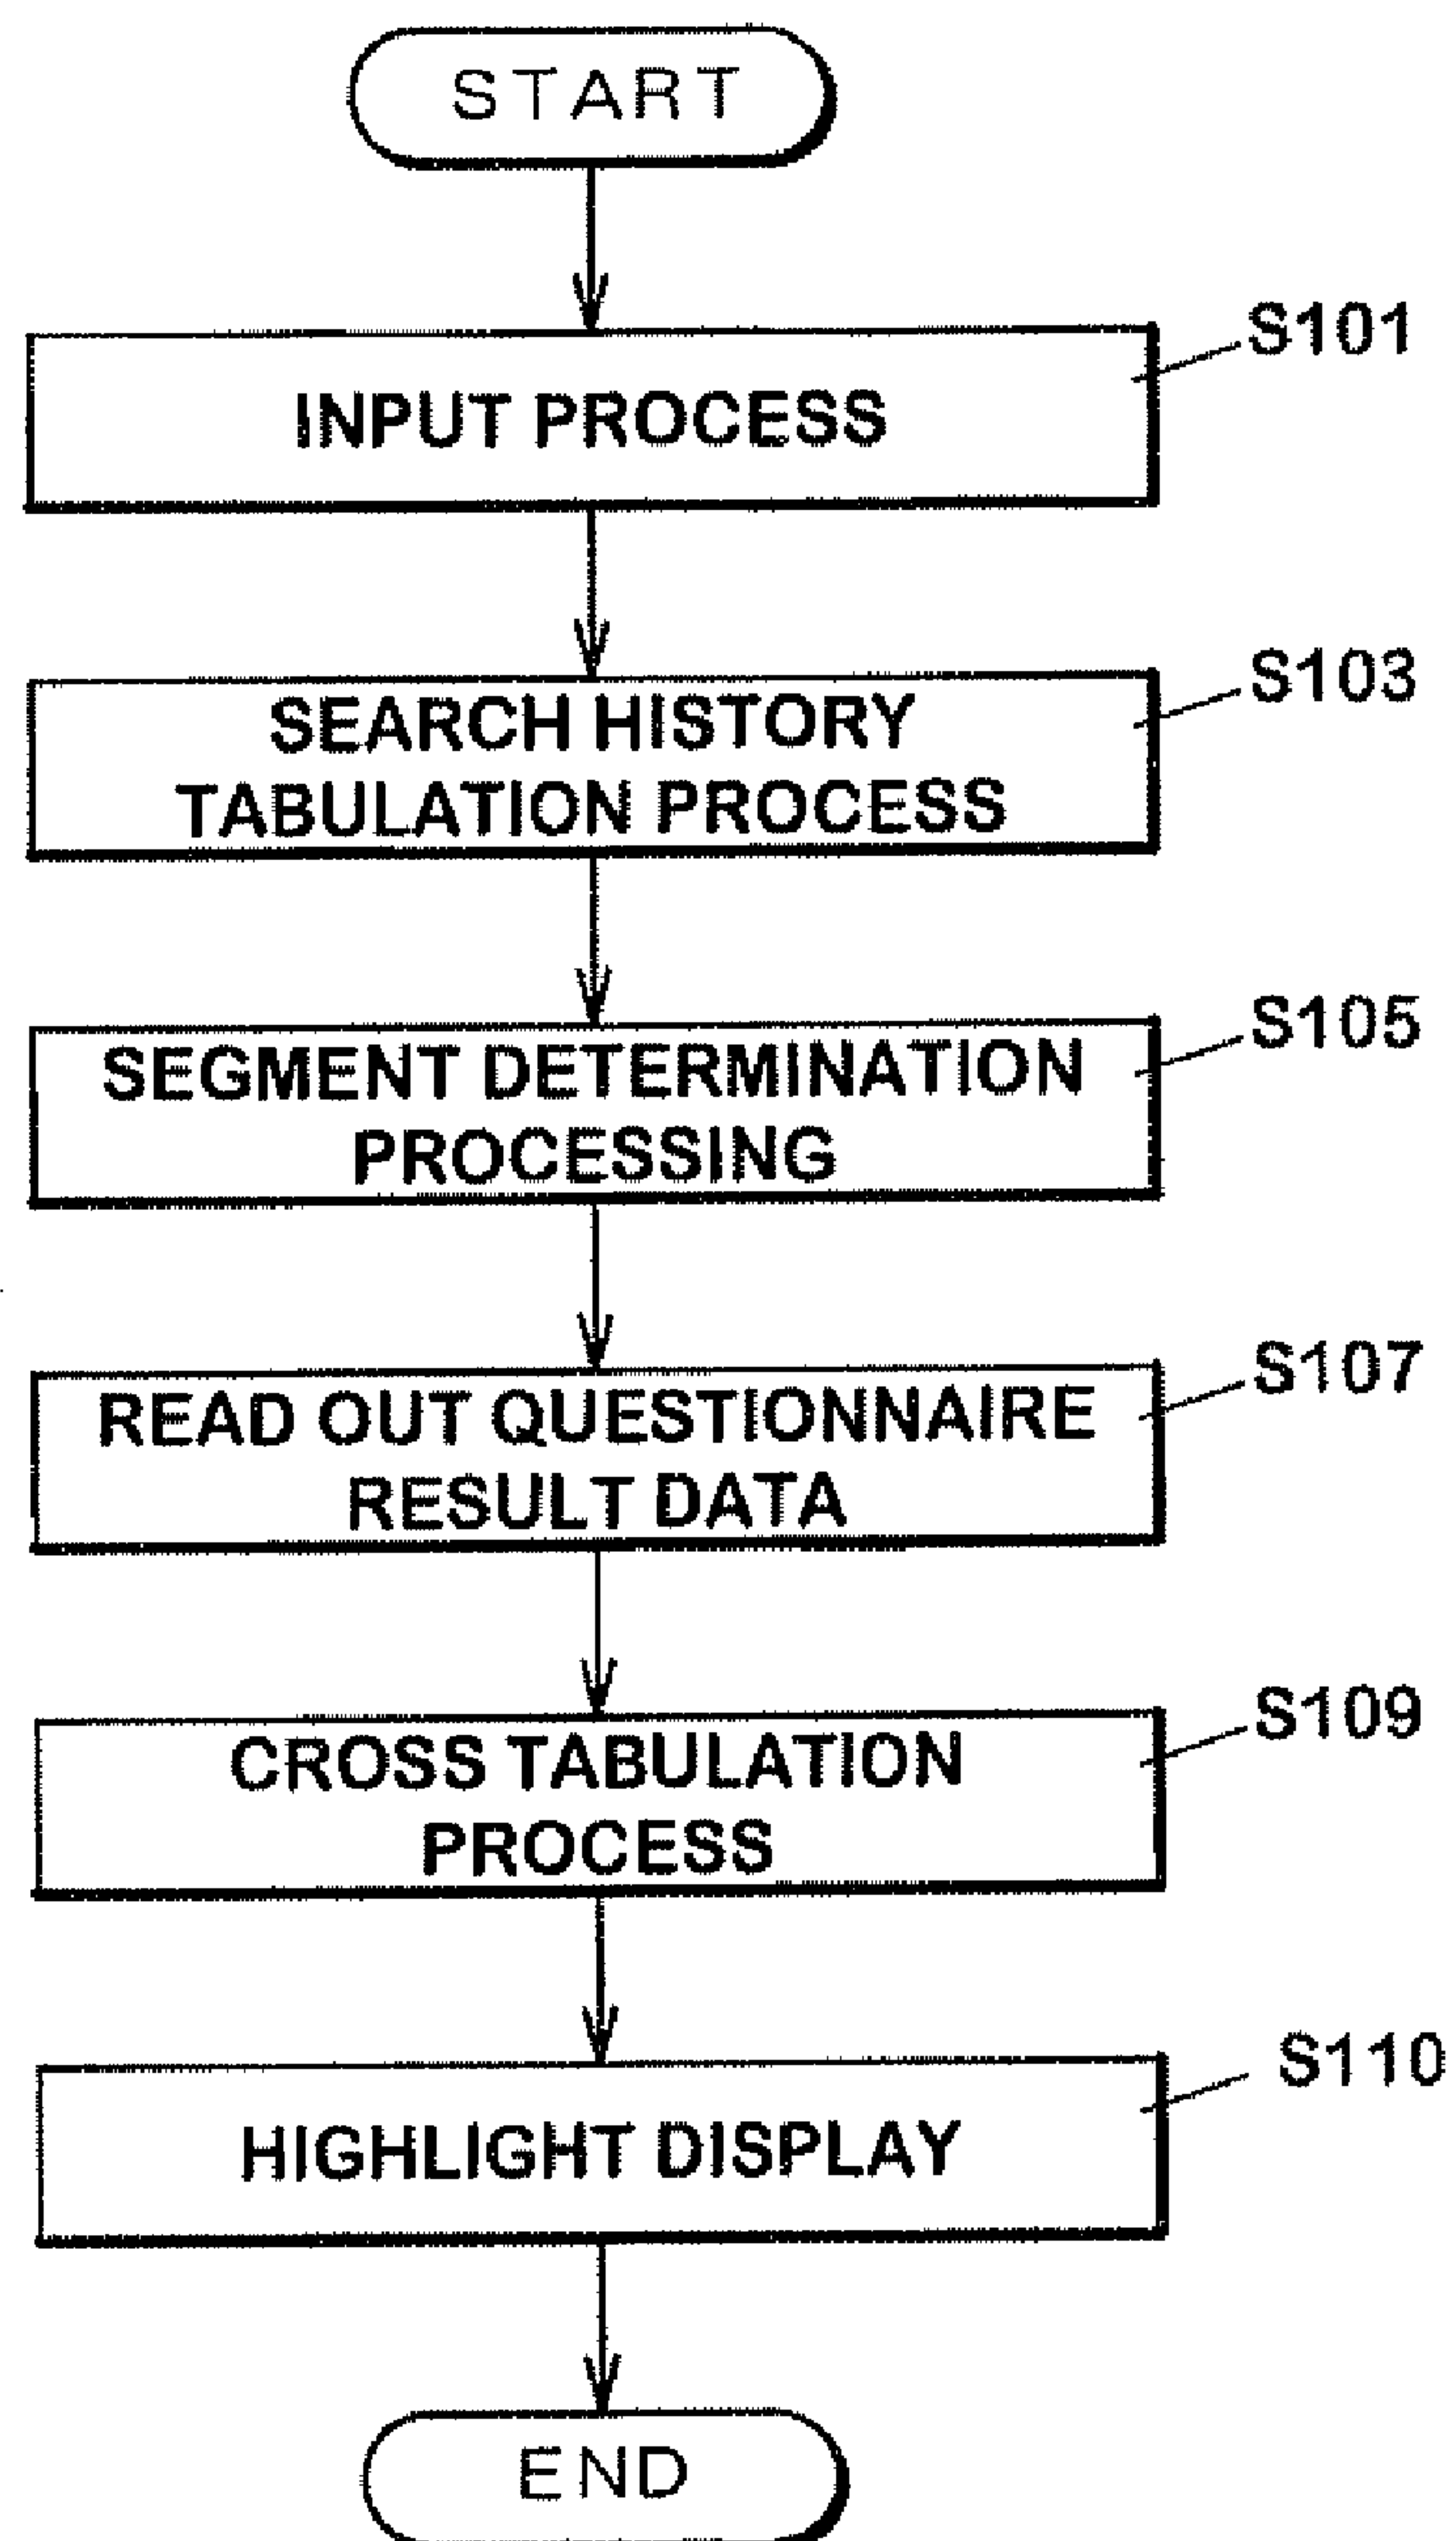 START
S101
INPUT PROCESS
S103
SEARCH HISTORY
TABULATION PROCESS
S105
SEGMENT DETERMINATION
PROCESSING
S107
READ OUT QUESTIONNAIRE
RESULT DATA
S109
CROSS TABULATION
PROCESS
S110
HIGHLIGHT DISPLAY
END